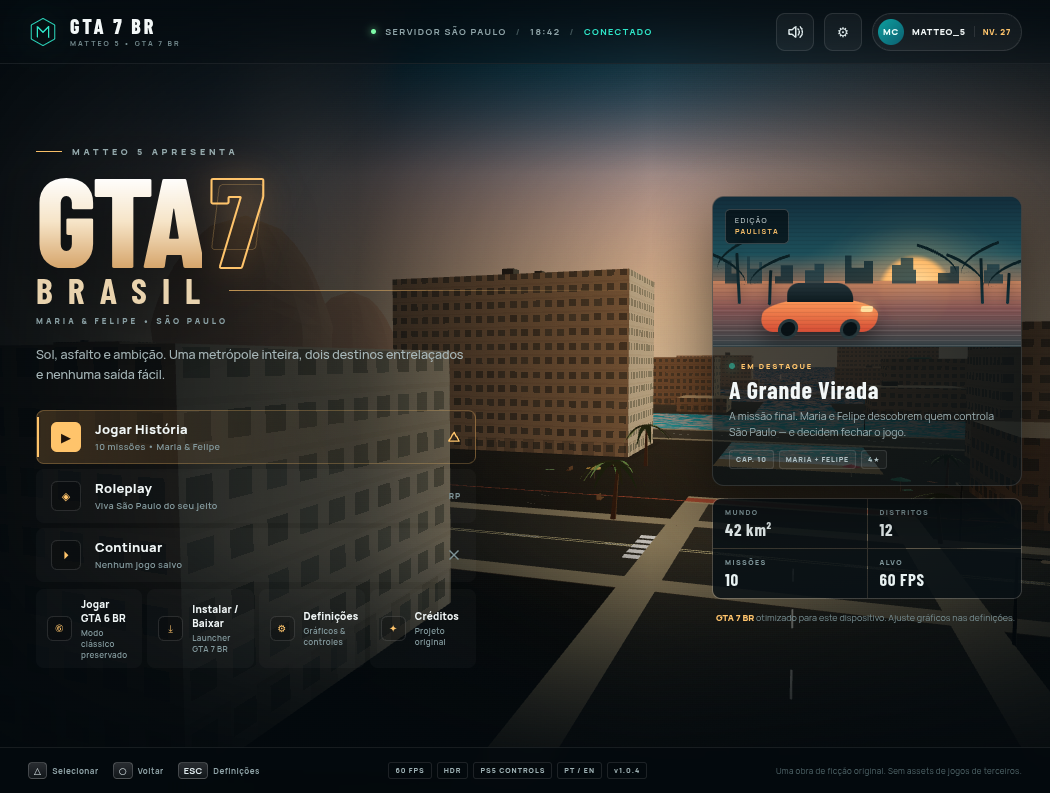 GTA 7 BR
MATTEO 5 • GTA 7 BR
SERVIDOR SÃO PAULO / 18:42 / CONECTADO
MC MATTEO_5 NV. 27
MATTEO 5 APRESENTA
GTA7
BRASIL
MARIA & FELIPE • SÃO PAULO
Sol, asfalto e ambição. Uma metrópole inteira, dois destinos entrelaçados
e nenhuma saída fácil.
Jogar História
10 missões • Maria & Felipe
Roleplay
Viva São Paulo do seu jeito
RP
Continuar
Nenhum jogo salvo
Jogar
GTA 6 BR
Modo
clássico
preservado
Instalar /
Baixar
Launcher
GTA 7 BR
Definições
Gráficos &
controles
Créditos
Projeto
original
EDIÇÃO
PAULISTA
EM DESTAQUE
A Grande Virada
A missão final. Maria e Felipe descobrem quem controla
São Paulo — e decidem fechar o jogo.
CAP. 10 MARIA + FELIPE 4★
MUNDO
42 km²
DISTRITOS
12
MISSÕES
10
ALVO
60 FPS
GTA 7 BR otimizado para este dispositivo. Ajuste gráficos nas definições.
△ Selecionar ○ Voltar ESC Definições
60 FPS HDR PS5 CONTROLS PT / EN v1.0.4
Uma obra de ficção original. Sem assets de jogos de terceiros.